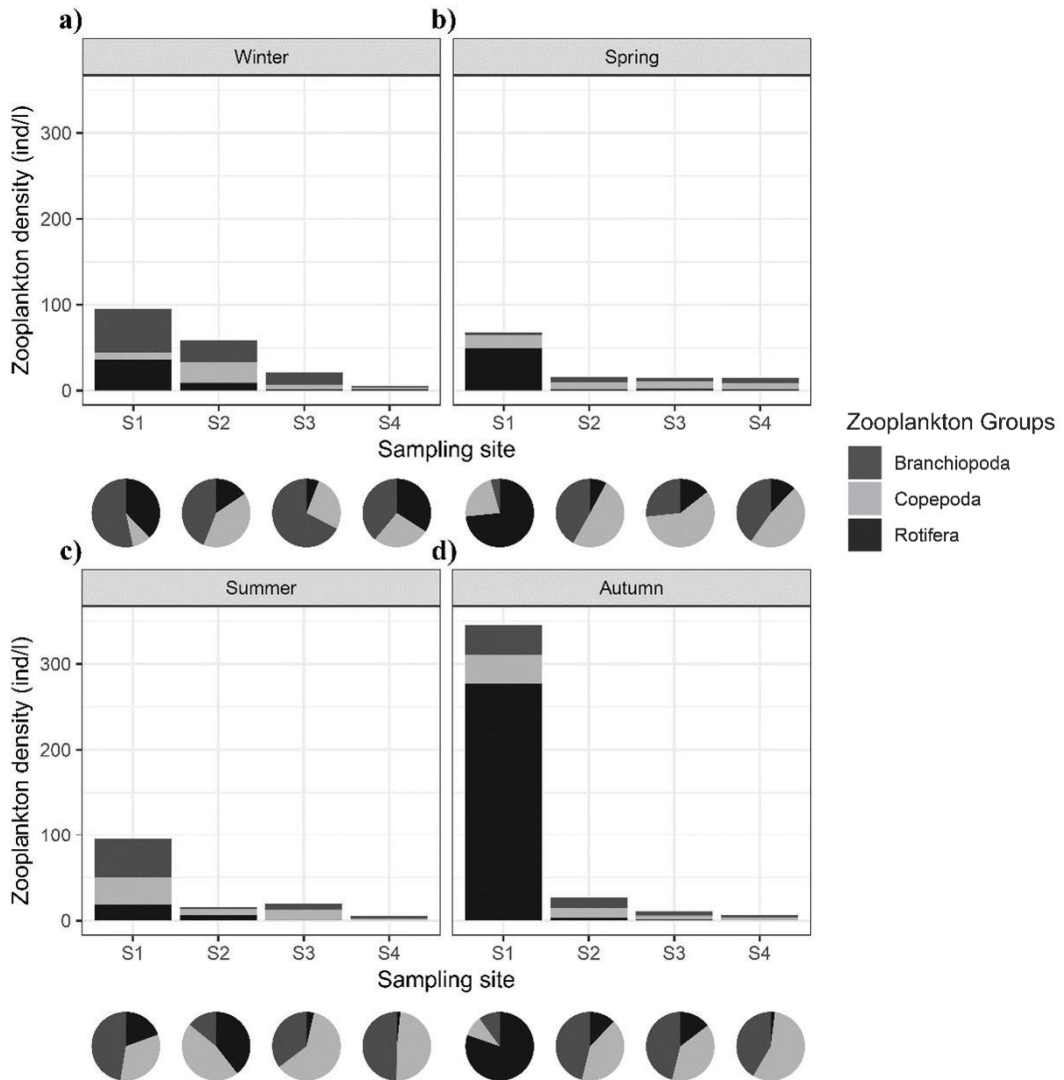 a)
b)
Winter
Spring
Zooplankton density (ind/l)
300
200
100
0
S1 S2 S3 S4
S1 S2 S3 S4
Sampling site
Zooplankton Groups
Branchiopoda
Copepoda
Rotifera
c)
d)
Summer
Autumn
Zooplankton density (ind/l)
300
200
100
0
S1 S2 S3 S4
S1 S2 S3 S4
Sampling site